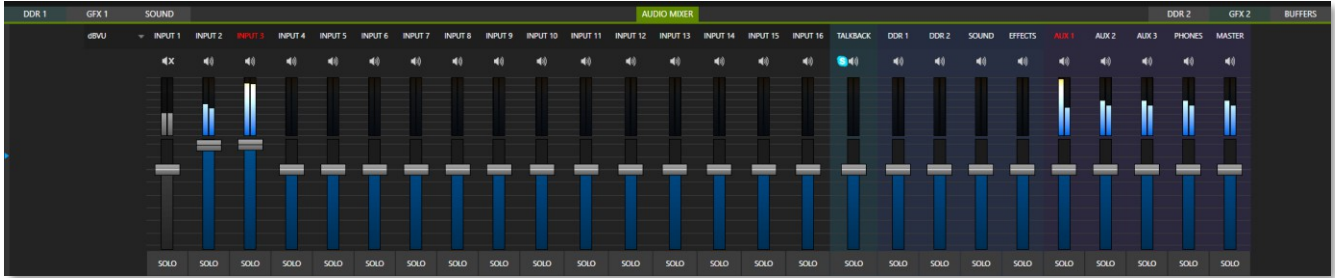 DDR 1 GFX 1 SOUND AUDIO MIXER DDR 2 GFX 2 BUFFERS
dBVU INPUT 1 INPUT 2 INPUT 3 INPUT 4 INPUT 5 INPUT 6 INPUT 7 INPUT 8 INPUT 9 INPUT 10 INPUT 11 INPUT 12 INPUT 13 INPUT 14 INPUT 15 INPUT 16 TALKBACK DDR 1 DDR 2 SOUND EFFECTS AUX 1 AUX 2 AUX 3 PHONES MASTER
SOLO SOLO SOLO SOLO SOLO SOLO SOLO SOLO SOLO SOLO SOLO SOLO SOLO SOLO SOLO SOLO SOLO SOLO SOLO SOLO SOLO SOLO SOLO SOLO SOLO SOLO